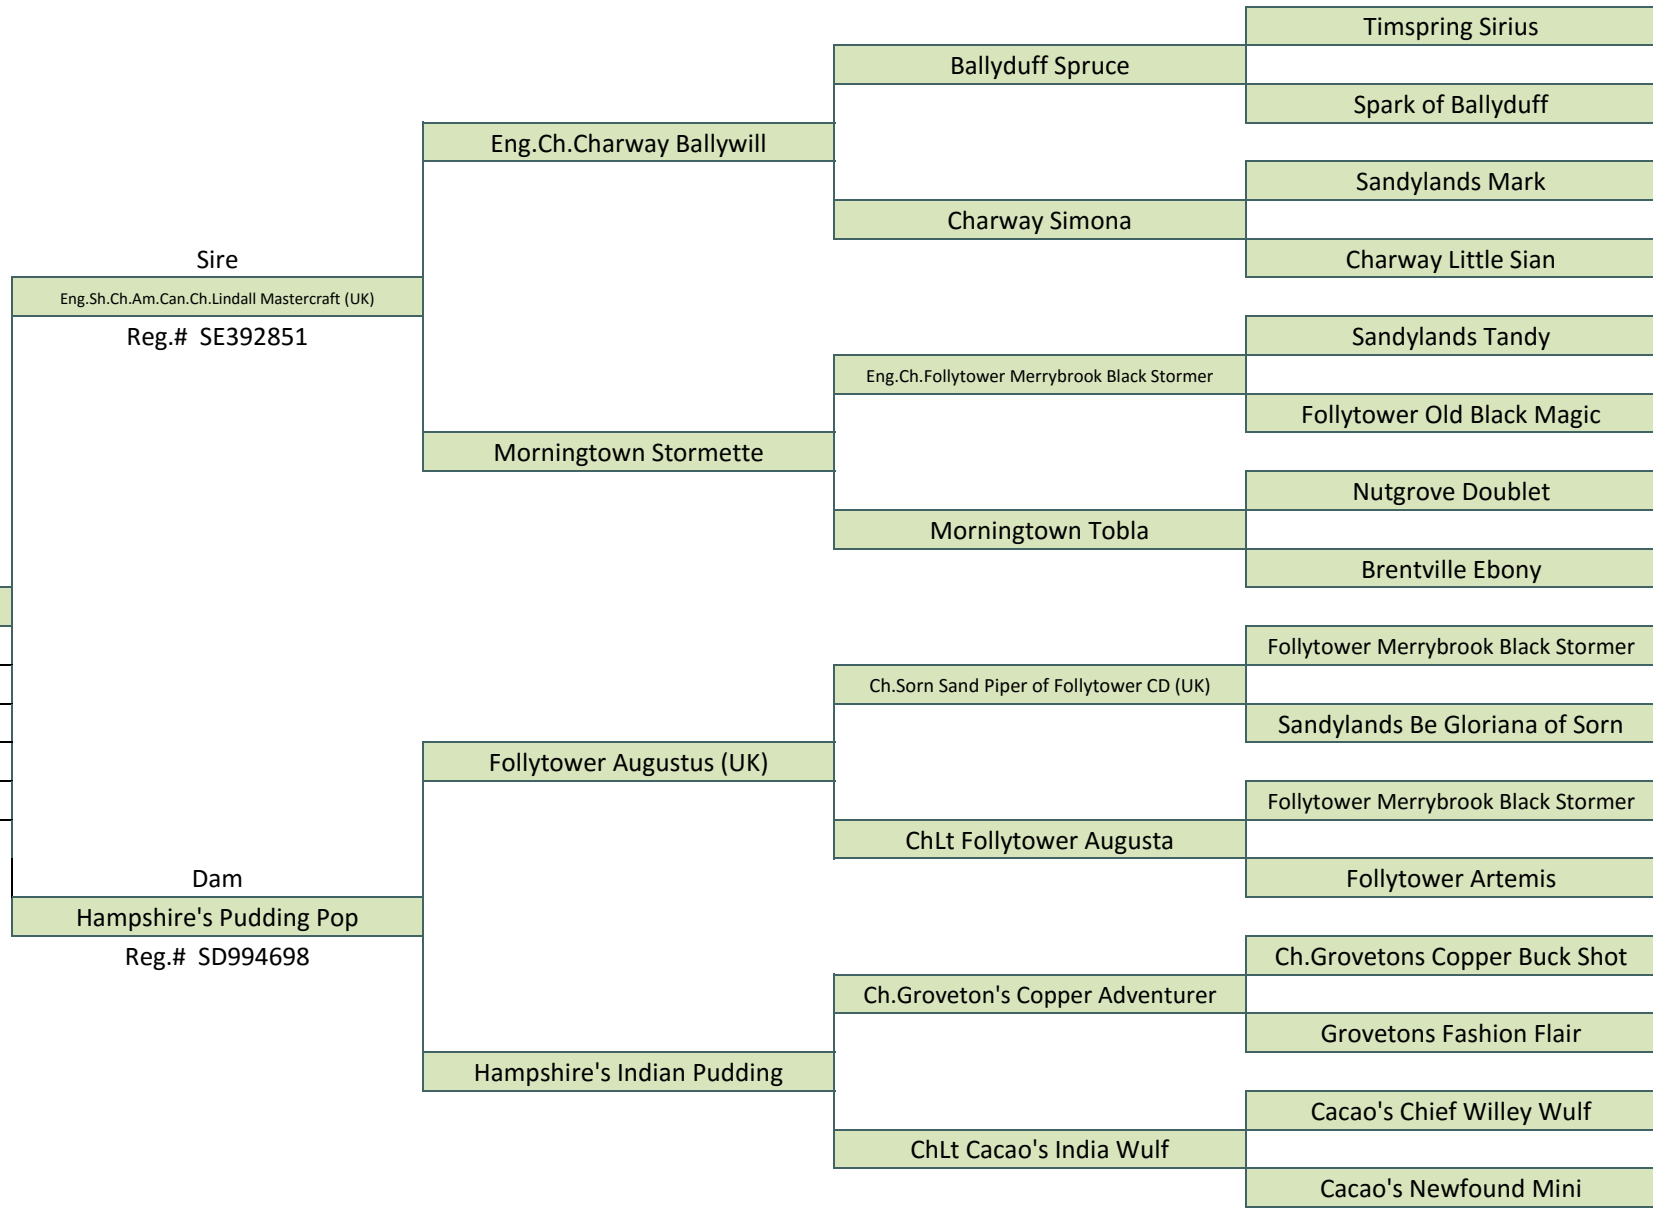 Timspring Sirius
Ballyduff Spruce
Spark of Ballyduff
Eng.Ch.Charway Ballywill
Sandylands Mark
Charway Simona
Charway Little Sian
Sire
Eng.Sh.Ch.Am.Can.Ch.Lindall Mastercraft (UK)
Reg.# SE392851
Sandylands Tandy
Eng.Ch.Follytower Merrybrook Black Stormer
Follytower Old Black Magic
Morningtown Stormette
Nutgrove Doublet
Morningtown Tobla
Brentville Ebony
Follytower Merrybrook Black Stormer
Ch.Sorn Sand Piper of Follytower CD (UK)
Sandylands Be Gloriana of Sorn
Follytower Augustus (UK)
Follytower Merrybrook Black Stormer
ChLt Follytower Augusta
Follytower Artemis
Dam
Hampshire's Pudding Pop
Reg.# SD994698
Ch.Grovetons Copper Buck Shot
Ch.Groveton's Copper Adventurer
Grovetons Fashion Flair
Hampshire's Indian Pudding
Cacao's Chief Willey Wulf
ChLt Cacao's India Wulf
Cacao's Newfound Mini